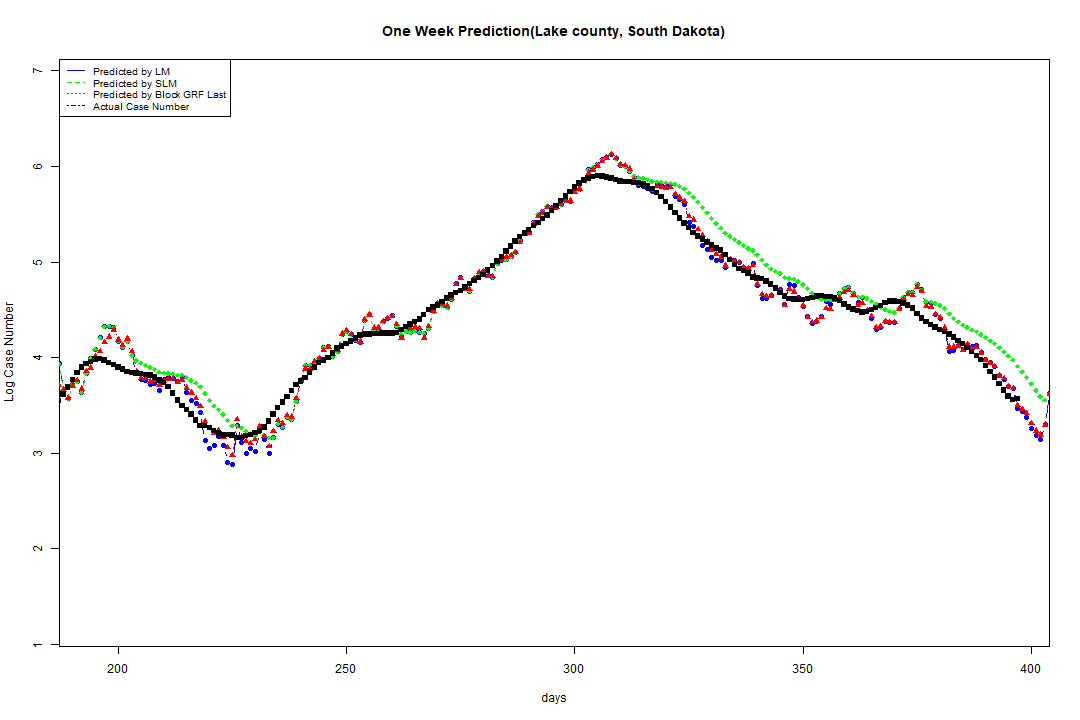 One Week Prediction(Lake county, South Dakota)
Predicted by LM
Predicted by SLM
Predicted by Block GRF Last
Actual Case Number
Log Case Number
7
6
5
4
3
2
1
200 250 300 350 400
days